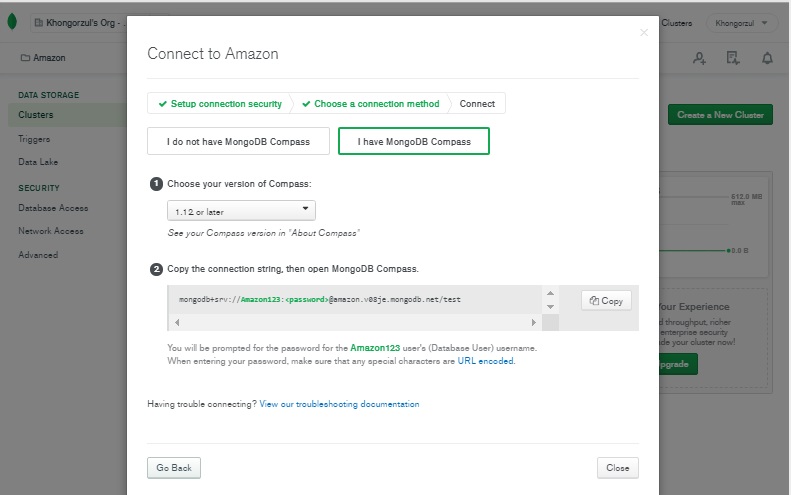 Khongorzul's Org - ..
Clusters
Khongorzul
Amazon
DATA STORAGE
Clusters
Triggers
Data Lake
SECURITY
Database Access
Network Access
Advanced
Connect to Amazon
×
Setup connection security
Choose a connection method
Connect
I do not have MongoDB Compass
I have MongoDB Compass
1 Choose your version of Compass:
1.12 or later
See your Compass version in "About Compass"
2 Copy the connection string, then open MongoDB Compass.
mongodb+srv://Amazon123:<password>@amazon.v08je.mongodb.net/test
Copy
You will be prompted for the password for the Amazon123 user's (Database User) username.
When entering your password, make sure that any special characters are URL encoded.
Having trouble connecting? View our troubleshooting documentation
Go Back
Close
Create a New Cluster
512.0 MB
max
0.0 B
Your Experience
d throughput, richer
enterprise security
de your cluster now!
pgrade